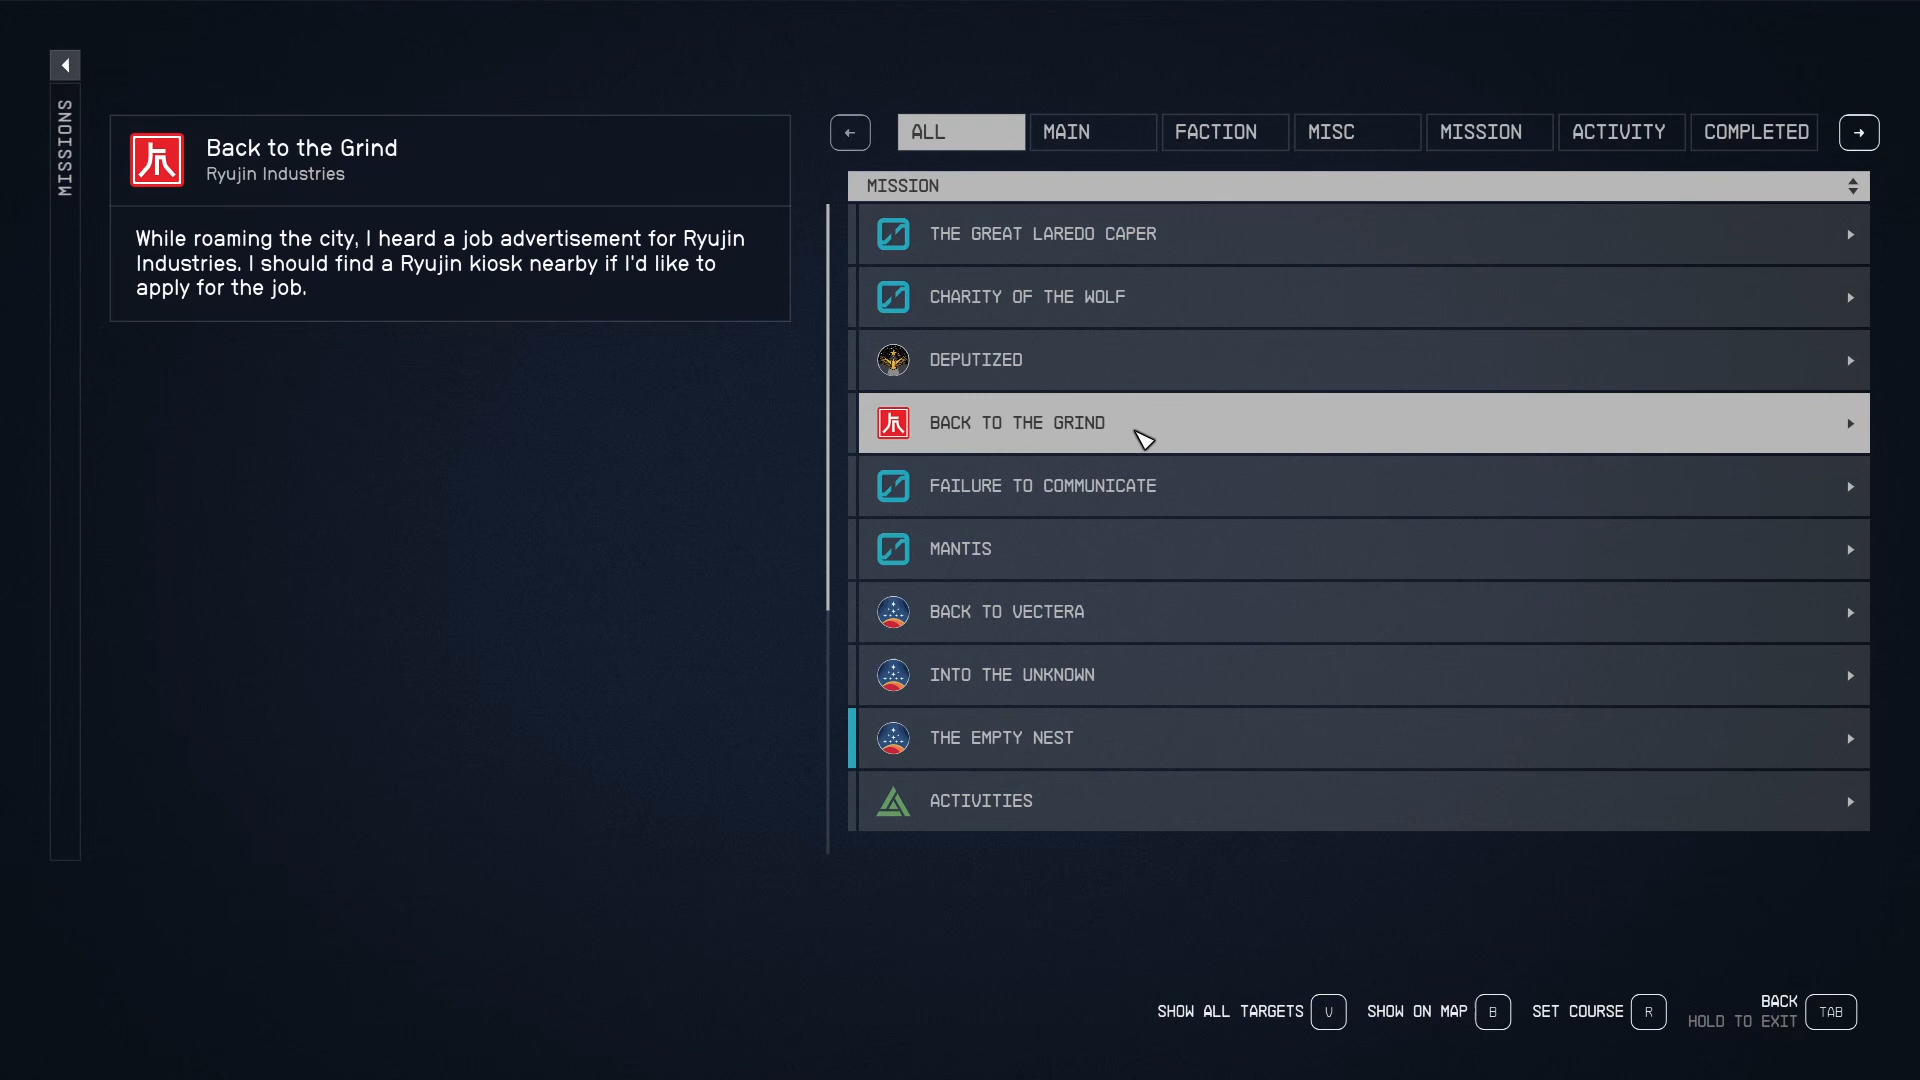 MISSIONS
Back to the Grind
Ryujin Industries
While roaming the city, I heard a job advertisement for Ryujin
Industries. I should find a Ryujin kiosk nearby if I'd like to
apply for the job.
ALL
MAIN
FACTION
MISC
MISSION
ACTIVITY
COMPLETED
MISSION
THE GREAT LAREDO CAPER
CHARITY OF THE WOLF
DEPUTIZED
BACK TO THE GRIND
FAILURE TO COMMUNICATE
MANTIS
BACK TO VECTERA
INTO THE UNKNOWN
THE EMPTY NEST
ACTIVITIES
SHOW ALL TARGETS V
SHOW ON MAP B
SET COURSE R
BACK
HOLD TO EXIT
TAB